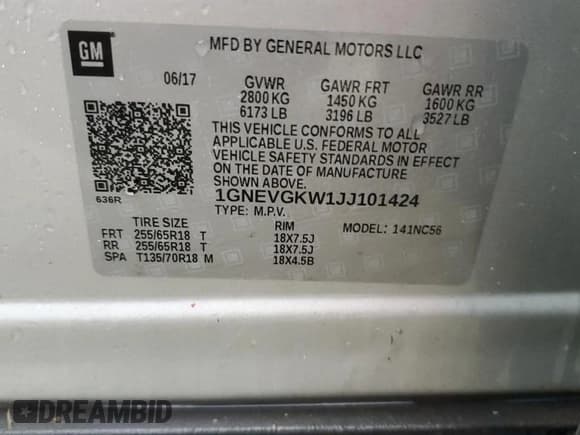 GM
MFD BY GENERAL MOTORS LLC
06/17 GVWR GAWR FRT GAWR RR
2800 KG 1450 KG 1600 KG
6173 LB 3196 LB 3527 LB
THIS VEHICLE CONFORMS TO ALL
APPLICABLE U.S. FEDERAL MOTOR
VEHICLE SAFETY STANDARDS IN EFFECT
ON THE DATE OF MANUFACTURE
SHOWN ABOVE.
636R
1GNEVGKW1JJ101424
TYPE: M.P.V.
TIRE SIZE RIM MODEL: 141NC56
FRT 255/65R18 T 18X7.5J
RR 255/65R18 T 18X7.5J
SPA T135/70R18 M 18X4.5B
DREAMBID